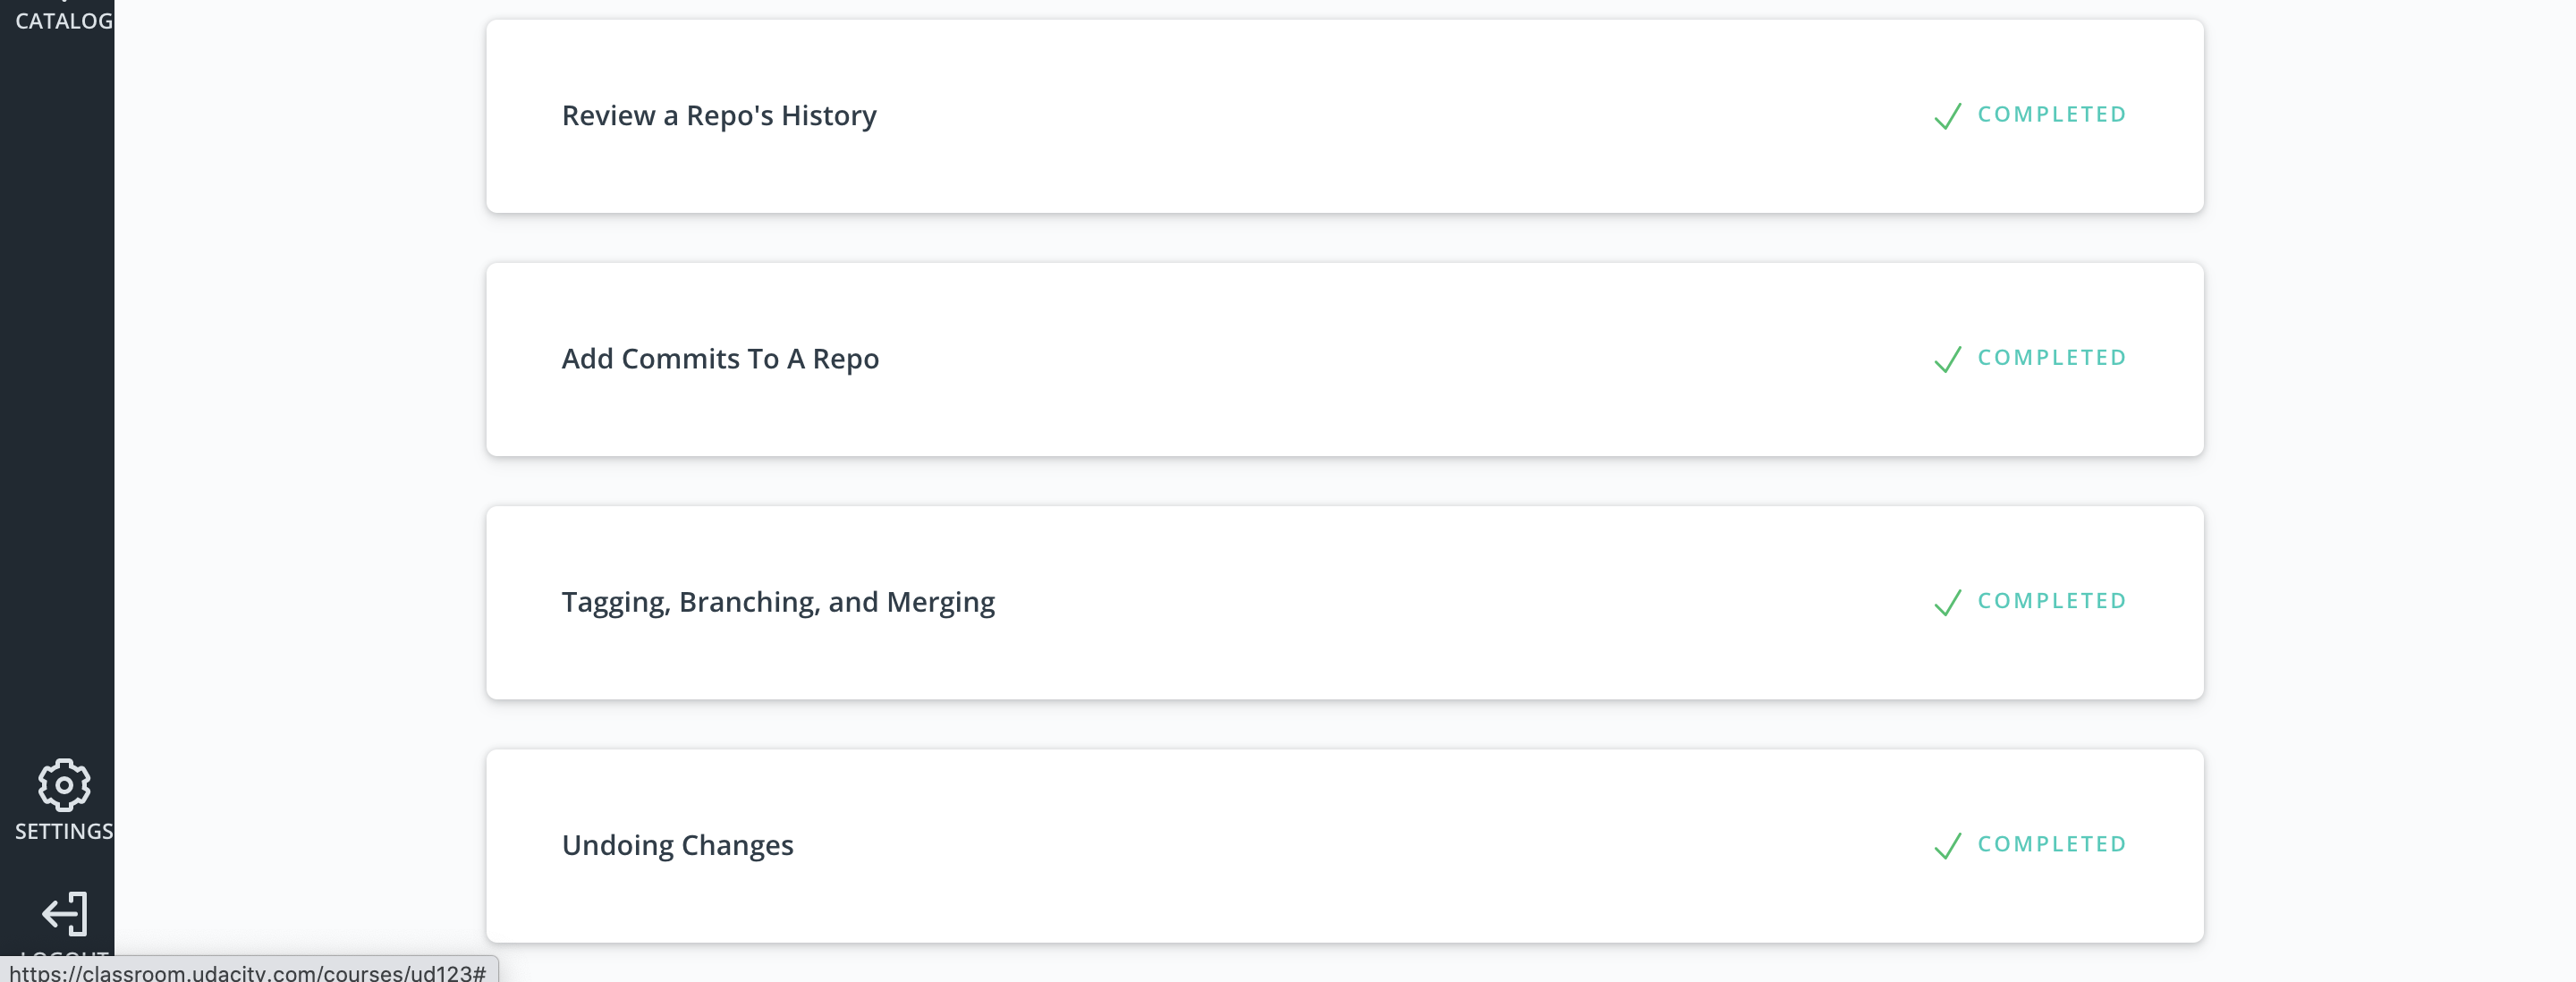 CATALOG
Review a Repo's History
COMPLETED
Add Commits To A Repo
COMPLETED
Tagging, Branching, and Merging
COMPLETED
Undoing Changes
COMPLETED
SETTINGS
LOGOUT
https://classroom.udacity.com/courses/ud123#